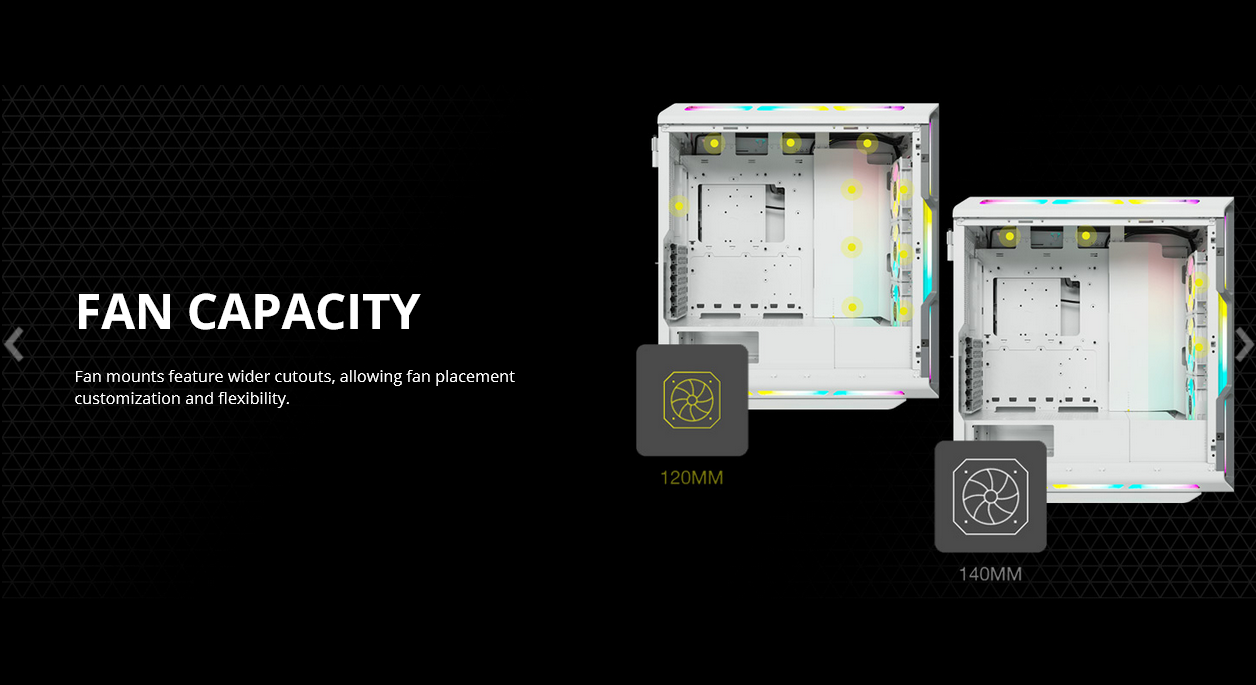 FAN CAPACITY
Fan mounts feature wider cutouts, allowing fan placement
customization and flexibility.
120MM
140MM